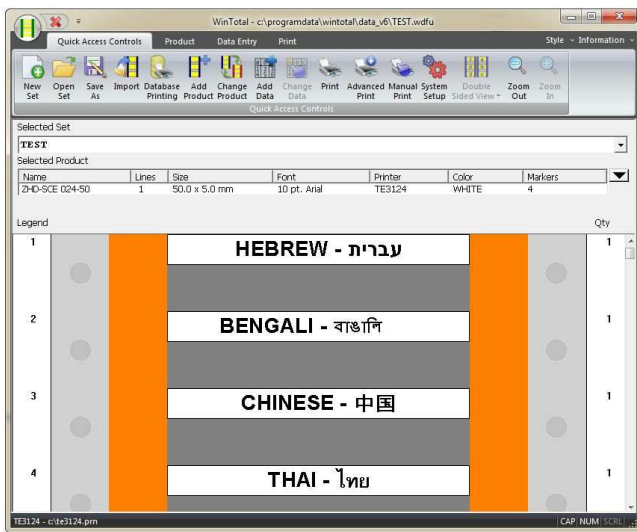 WinTotal - c:\programdata\wintotal\data_v6\TEST.wdfu
Quick Access Controls Product Data Entry Print Style Information
New Set Open Set Save As Import Database Printing Add Product Change Product Add Data Change Data Print Advanced Print Manual Print System Setup Double Sided View Zoom Out Zoom In
Quick Access Controls
Selected Set
TEST
Selected Product
Name Lines Size Font Printer Color Markers
ZHD-SCE 024-50 1 50.0 x 5.0 mm 10 pt. Arial TE3124 WHITE 4
Legend Qty
1 HEBREW - עברית 1
2 BENGALI - বাঙালি 1
3 CHINESE - 中国 1
4 THAI - ไทย 1
TE3124 - c:\te3124.prn CAP NUM SCRL